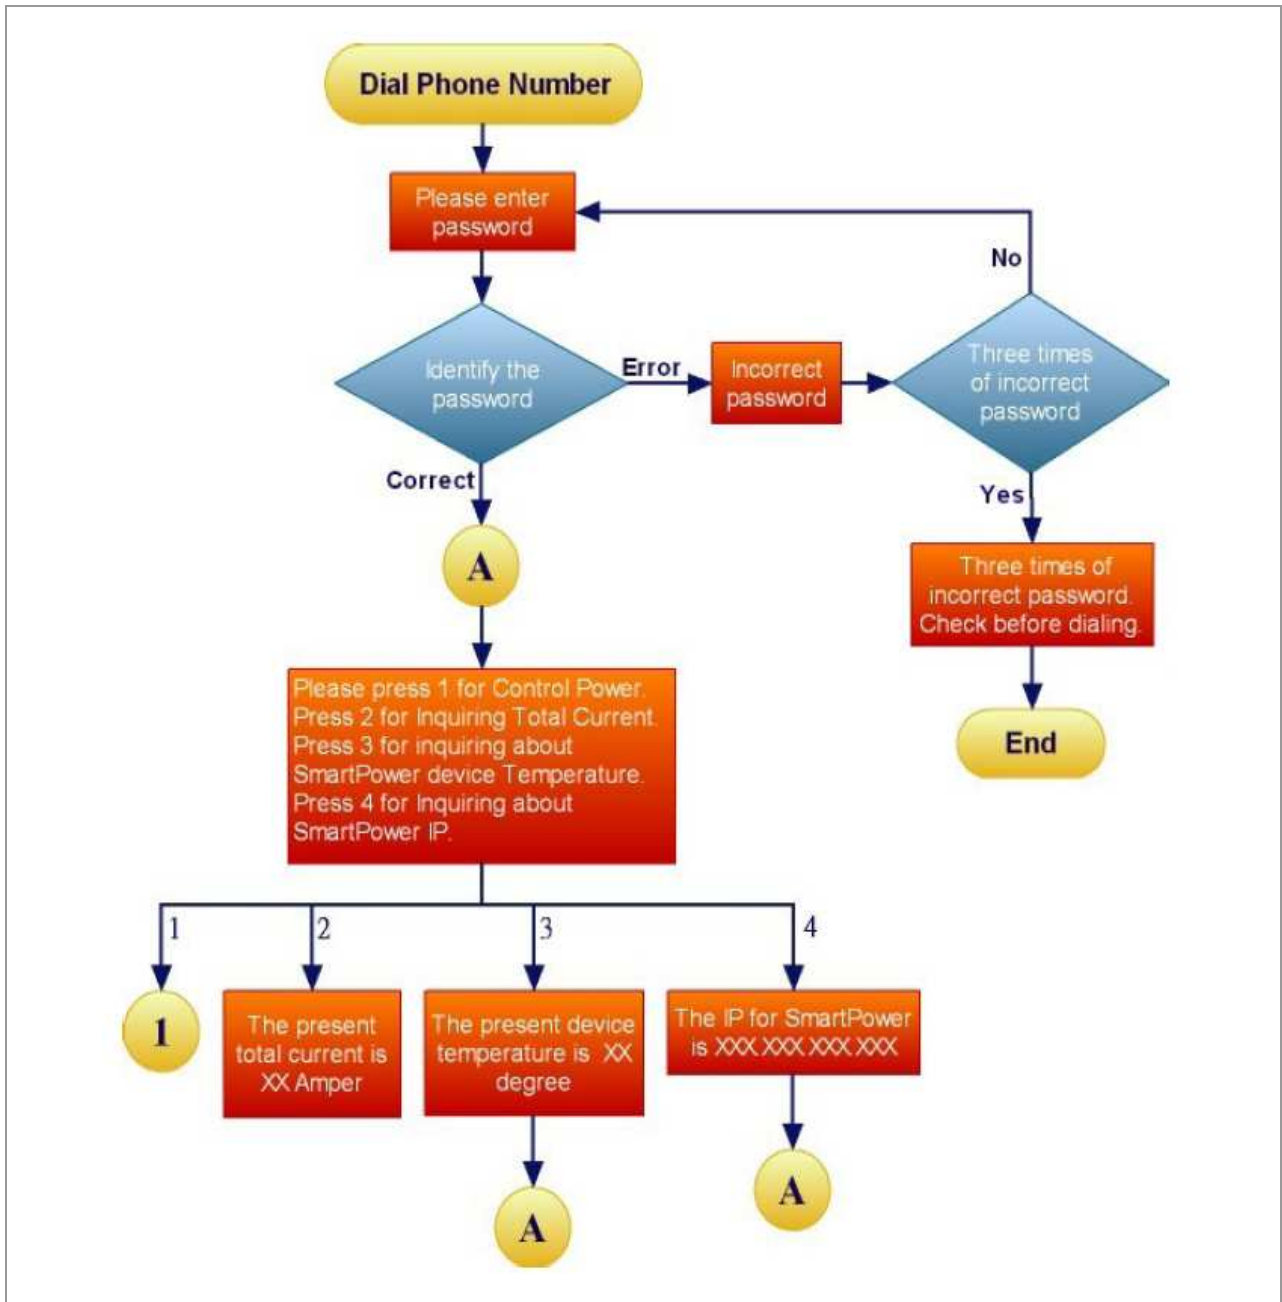 Dial Phone Number
Please enter
password
No
Identify the
password
Error
Incorrect
password
Three times
of incorrect
password
Correct
Yes
A
Three times of
incorrect password.
Check before dialing.
End
Please press 1 for Control Power.
Press 2 for Inquiring Total Current.
Press 3 for inquiring about
SmartPower device Temperature.
Press 4 for Inquiring about
SmartPower IP.
1
2
3
4
1
The present
total current is
XX Amper
The present device
temperature is XX
degree
The IP for SmartPower
is XXX.XXX.XXX.XXX
A
A